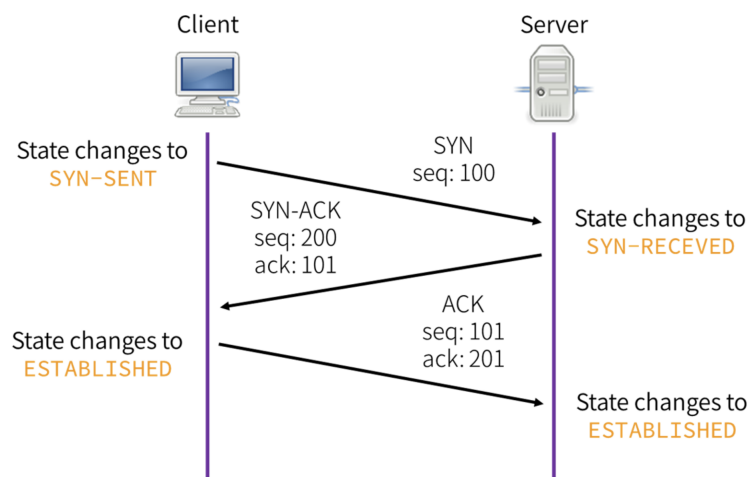 Client
Server
State changes to
SYN-SENT
SYN
seq: 100
SYN-ACK
seq: 200
ack: 101
State changes to
SYN-RECEVED
ACK
seq: 101
ack: 201
State changes to
ESTABLISHED
State changes to
ESTABLISHED